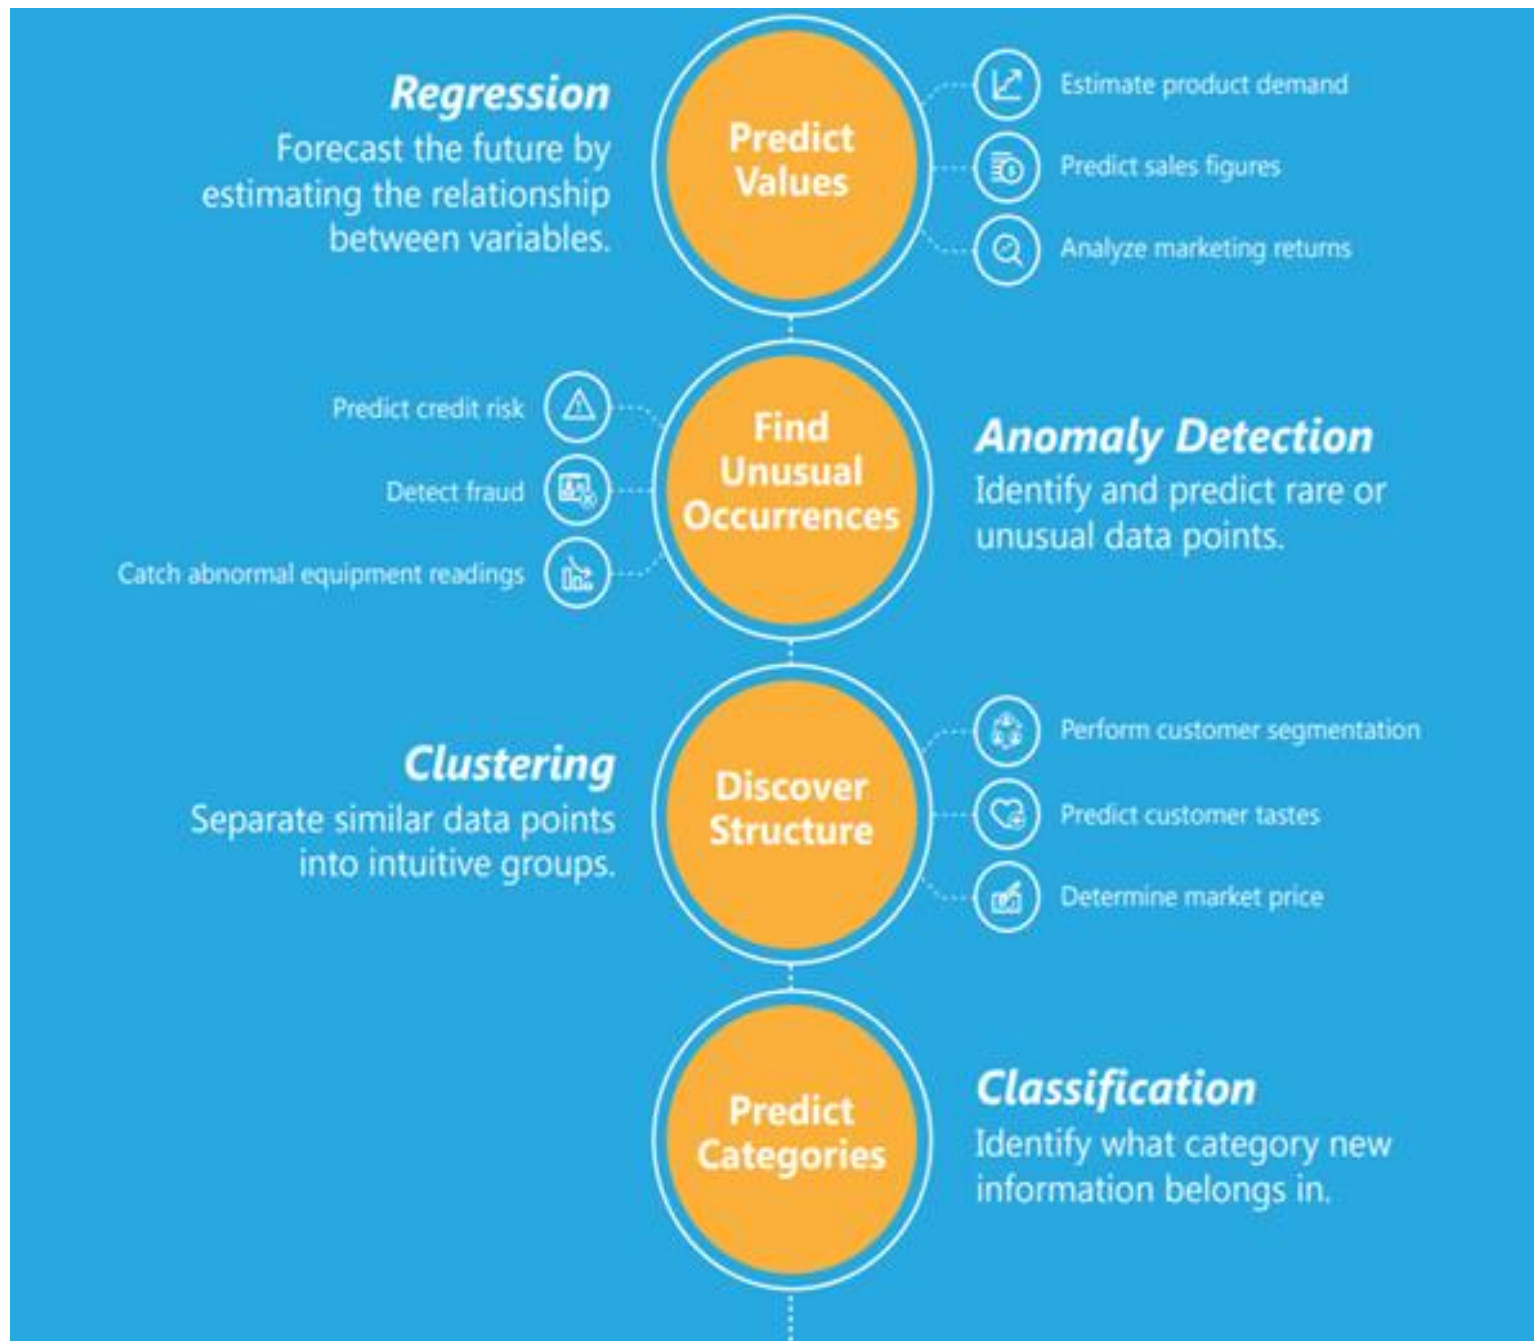 Regression
Forecast the future by
estimating the relationship
between variables.
Predict
Values
Estimate product demand
Predict sales figures
Analyze marketing returns
Predict credit risk
Detect fraud
Catch abnormal equipment readings
Find
Unusual
Occurrences
Anomaly Detection
Identify and predict rare or
unusual data points.
Clustering
Separate similar data points
into intuitive groups.
Discover
Structure
Perform customer segmentation
Predict customer tastes
Determine market price
Predict
Categories
Classification
Identify what category new
information belongs in.